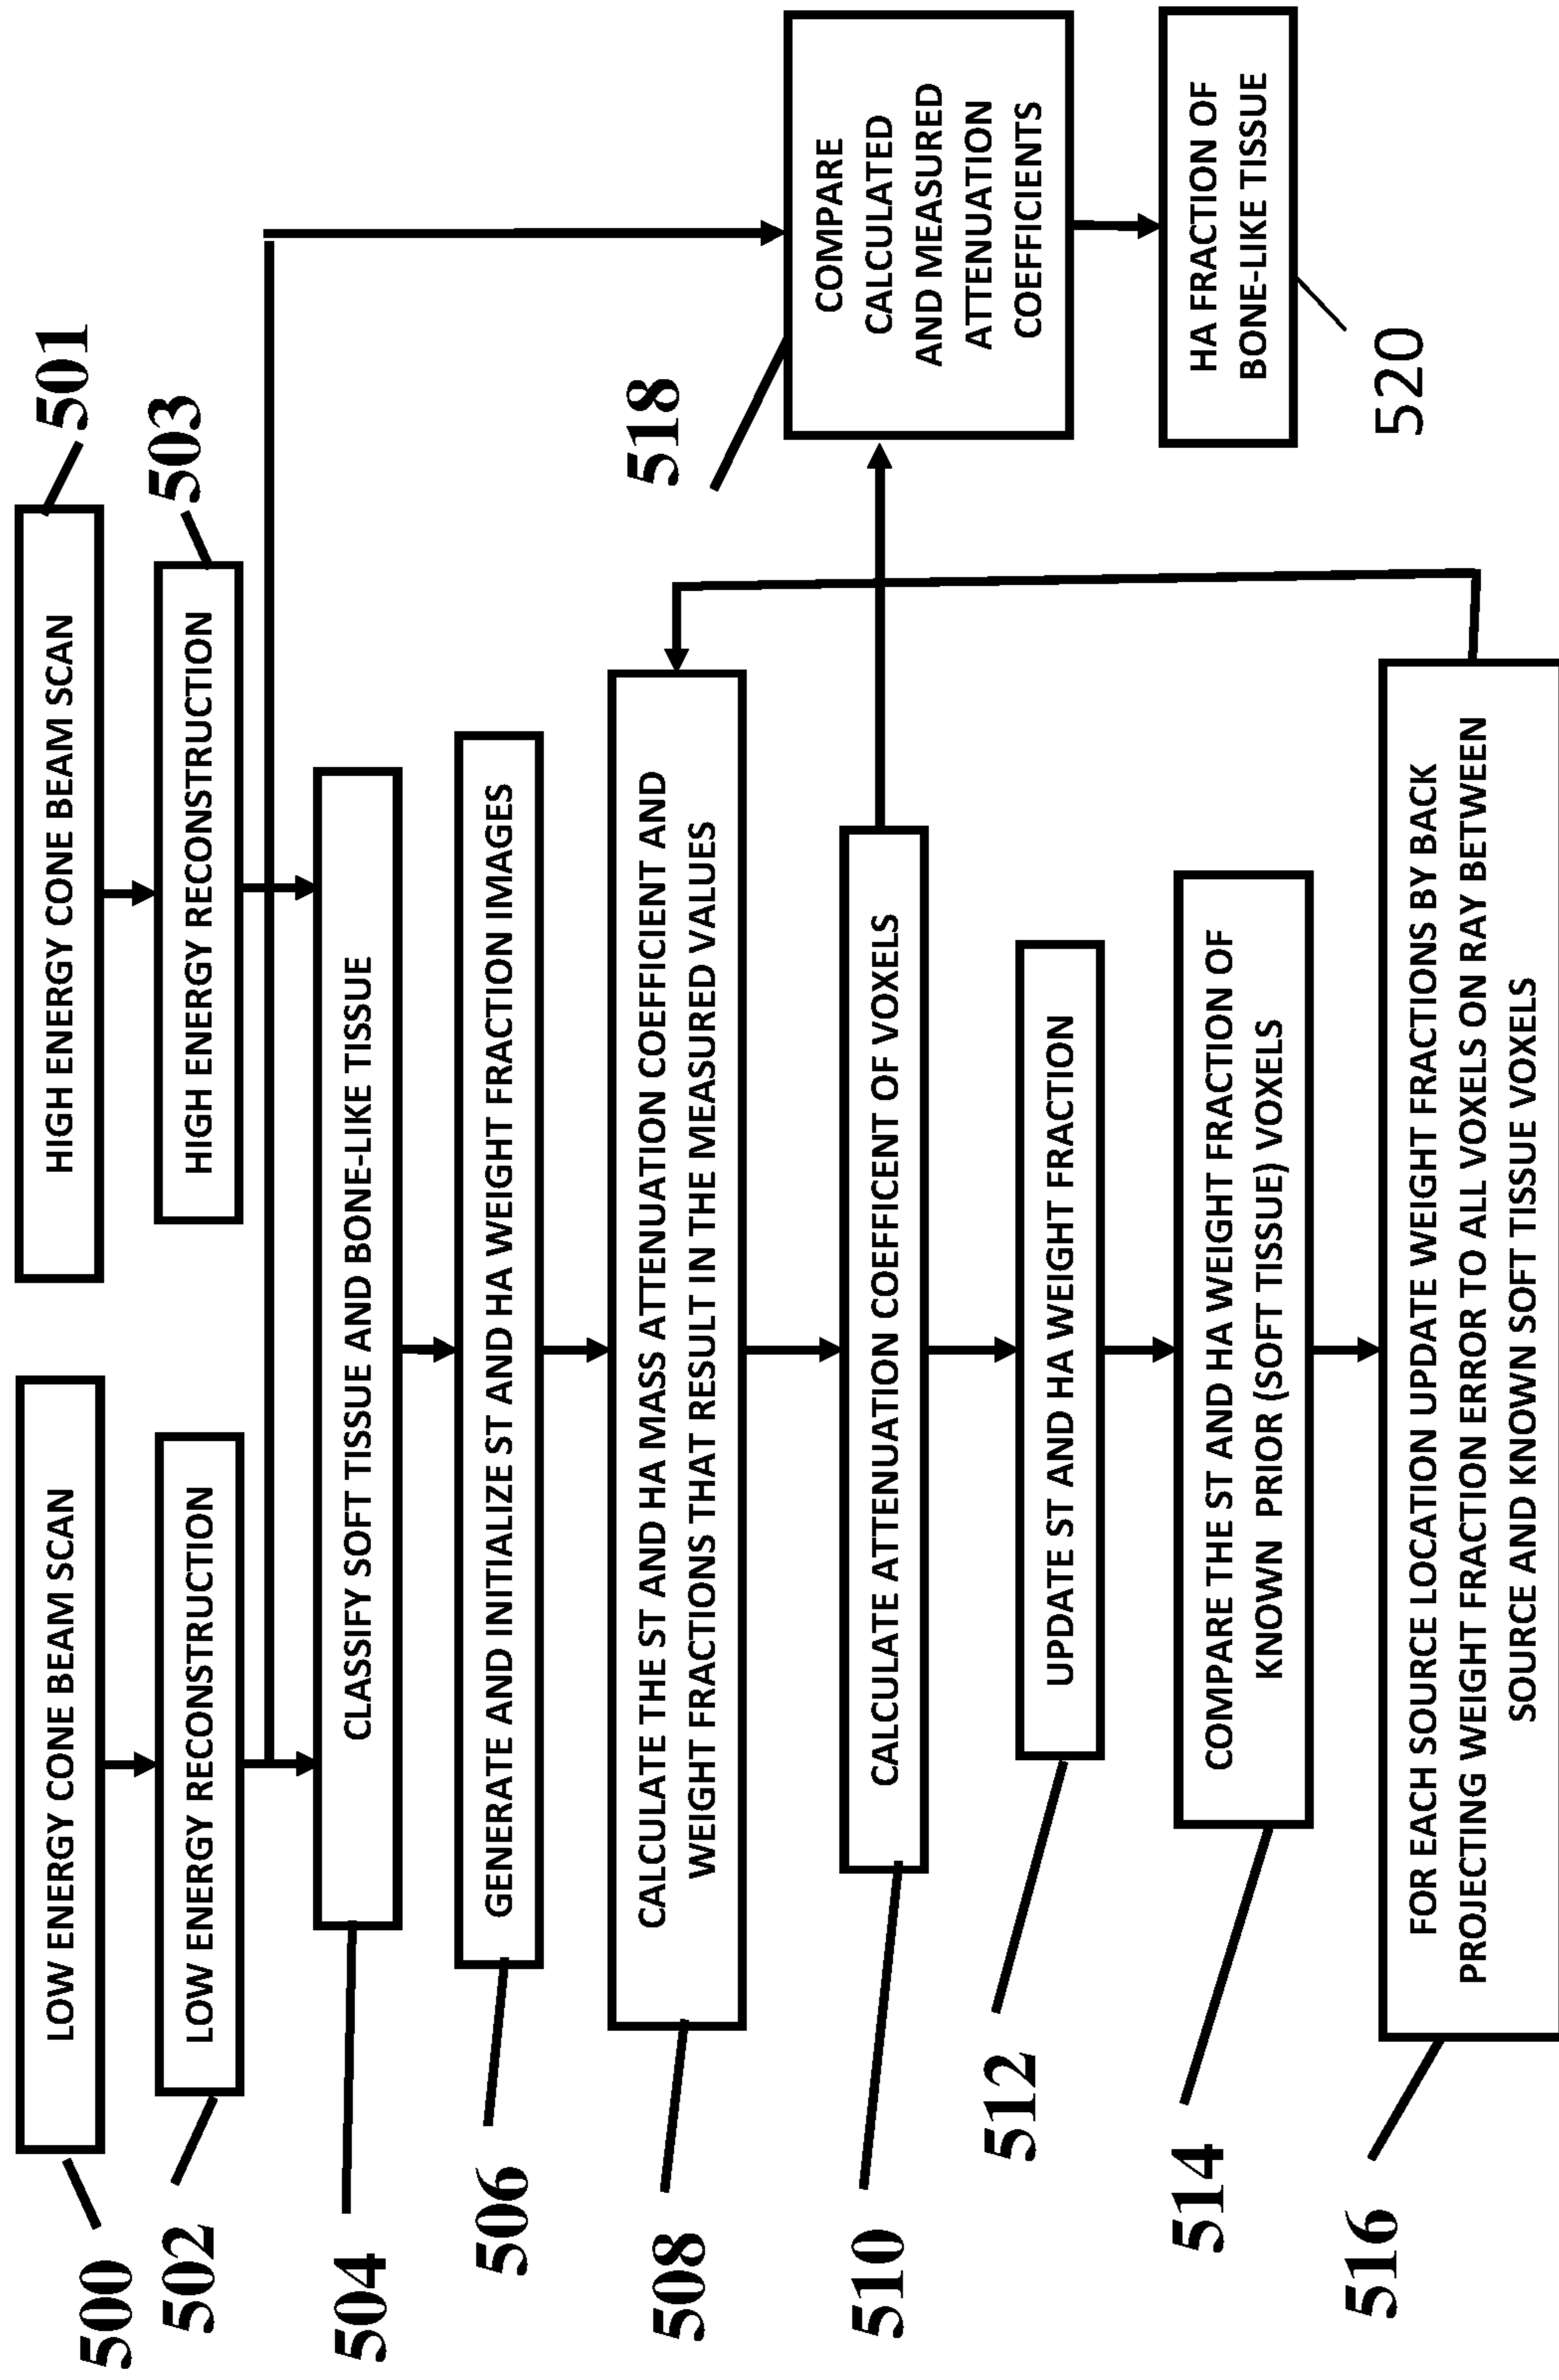 500
LOW ENERGY CONE BEAM SCAN
HIGH ENERGY CONE BEAM SCAN
501
502
LOW ENERGY RECONSTRUCTION
HIGH ENERGY RECONSTRUCTION
503
504
CLASSIFY SOFT TISSUE AND BONE-LIKE TISSUE
506
GENERATE AND INITIALIZE ST AND HA WEIGHT FRACTION IMAGES
508
CALCULATE THE ST AND HA MASS ATTENUATION COEFFICIENT AND
WEIGHT FRACTIONS THAT RESULT IN THE MEASURED VALUES
510
CALCULATE ATTENUATION COEFFICENT OF VOXELS
518
COMPARE
CALCULATED
AND MEASURED
ATTENUATION
COEFFICIENTS
512
UPDATE ST AND HA WEIGHT FRACTION
514
COMPARE THE ST AND HA WEIGHT FRACTION OF
KNOWN PRIOR (SOFT TISSUE) VOXELS
HA FRACTION OF
BONE-LIKE TISSUE
520
516
FOR EACH SOURCE LOCATION UPDATE WEIGHT FRACTIONS BY BACK
PROJECTING WEIGHT FRACTION ERROR TO ALL VOXELS ON RAY BETWEEN
SOURCE AND KNOWN SOFT TISSUE VOXELS